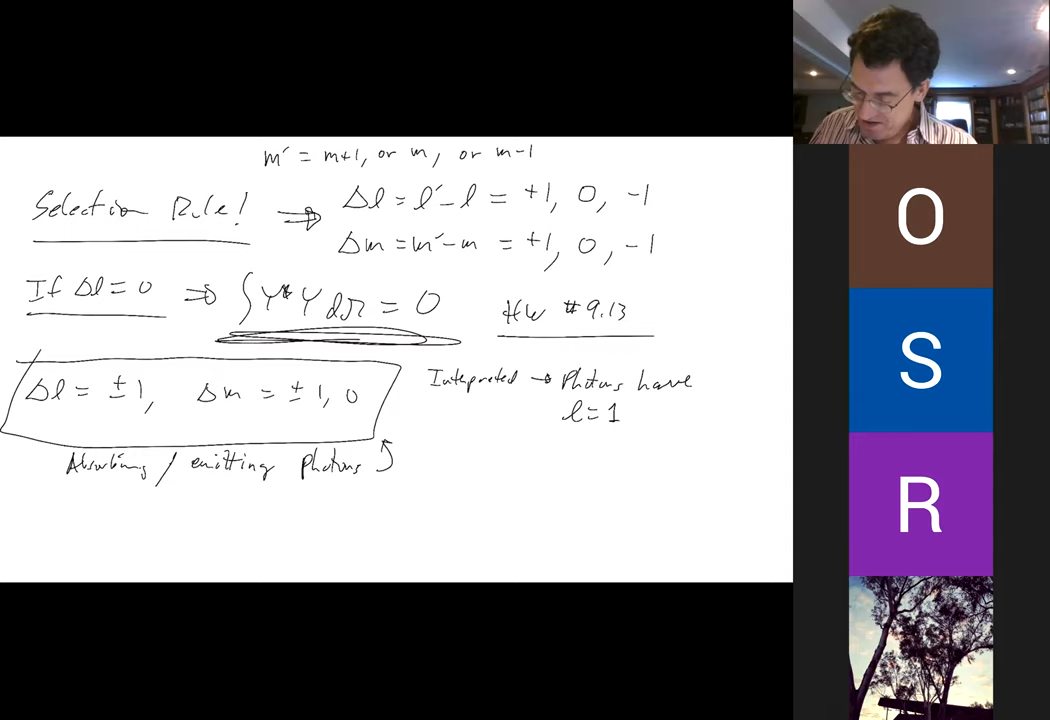 m′ = m+1, or m, or m-1
Selection Rule! ⇒ Δl = l′-l = +1, 0, -1
Δm = m′-m = +1, 0, -1
If Δl = 0 ⇒ ∫Y*Y dΩ = 0 HW #9.13
Δl = ±1, Δm = ±1, 0
Interpreted → Photons have
l = 1
Absorbing / emitting photons
O
S
R